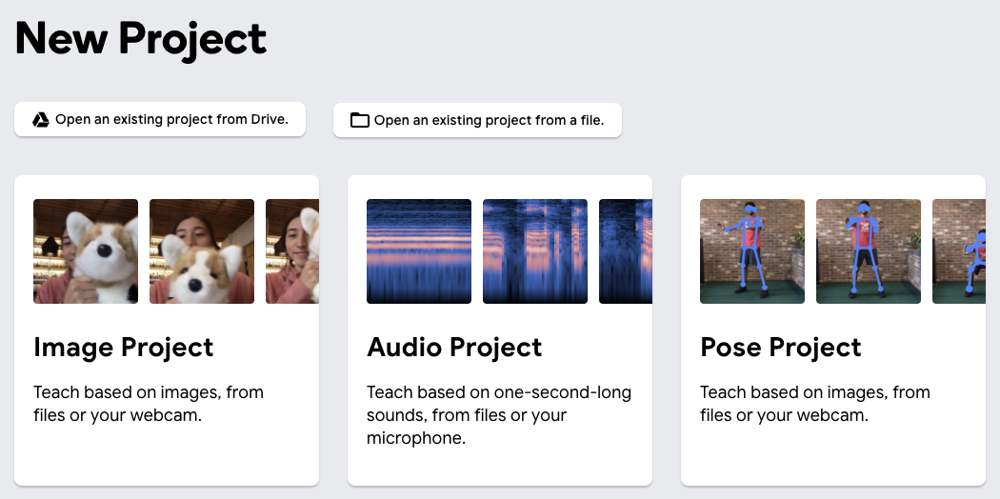 New Project
Open an existing project from Drive.
Open an existing project from a file.
Image Project
Teach based on images, from
files or your webcam.
Audio Project
Teach based on one-second-long
sounds, from files or your
microphone.
Pose Project
Teach based on images, from
files or your webcam.